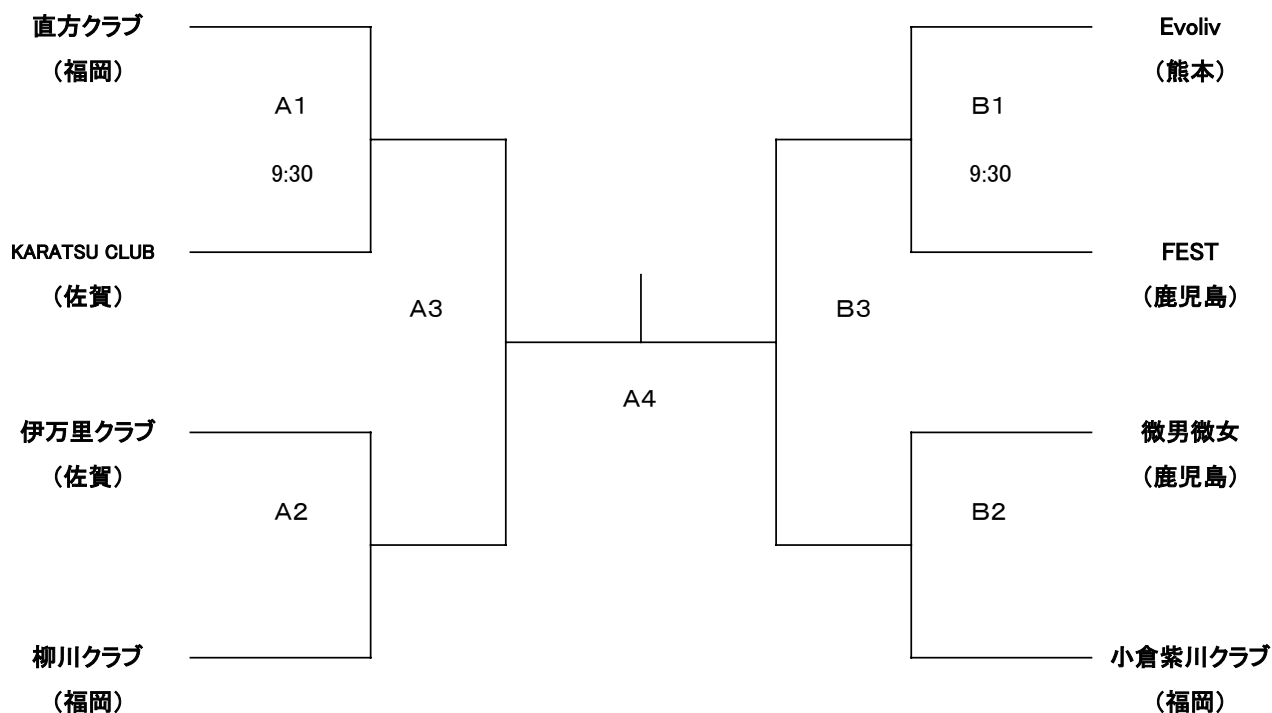 直方クラブ
（福岡）
A1
9:30
KARATSU CLUB
（佐賀）
A3
伊万里クラブ
（佐賀）
A2
柳川クラブ
（福岡）
A4
Evoliv
（熊本）
B1
9:30
FEST
（鹿児島）
B3
微男微女
（鹿児島）
B2
小倉紫川クラブ
（福岡）